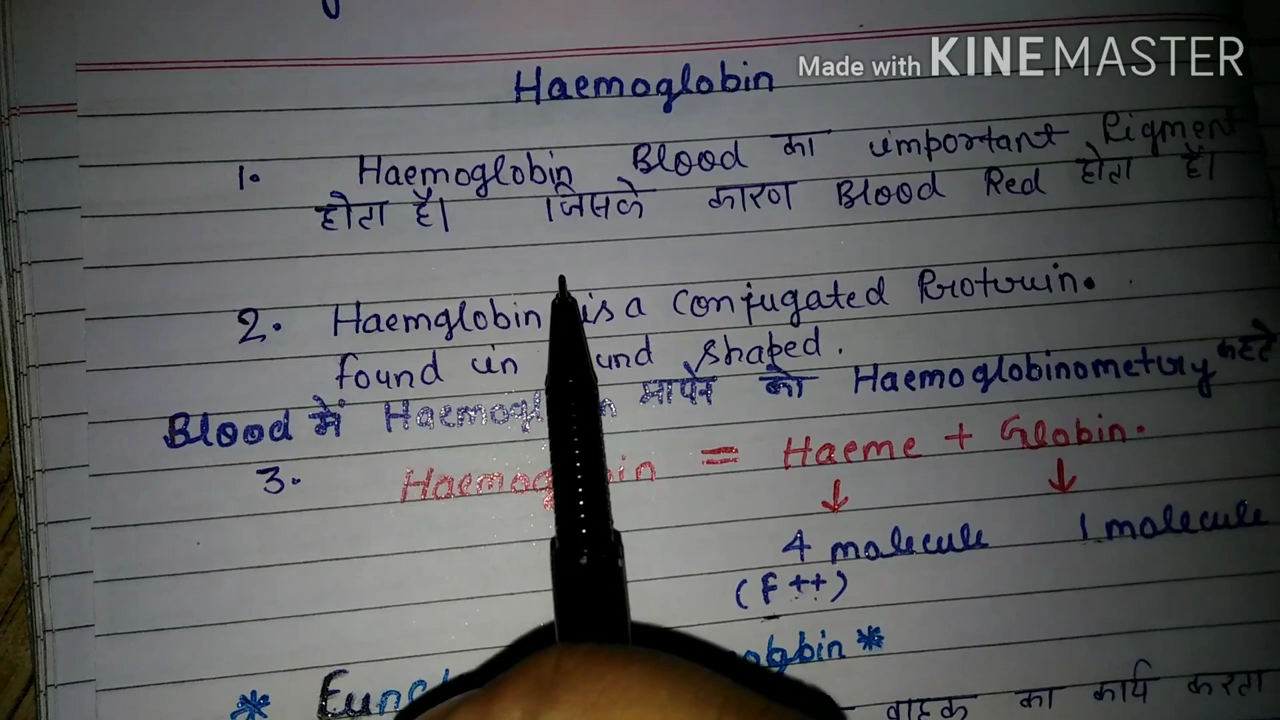 Made with KINEMASTER
Haemoglobin
1. Haemoglobin Blood का important Pigment
होता है। जिसके कारण Blood Red होता है।
2. Haemglobin is a conjugated Protein.
found in shaped.
Blood में मापने को Haemoglobinometry कहते
3. = Haeme + Globin.
↓ ↓
4 molecule 1 molecule
(F++)
*
वाहक का कार्य करता